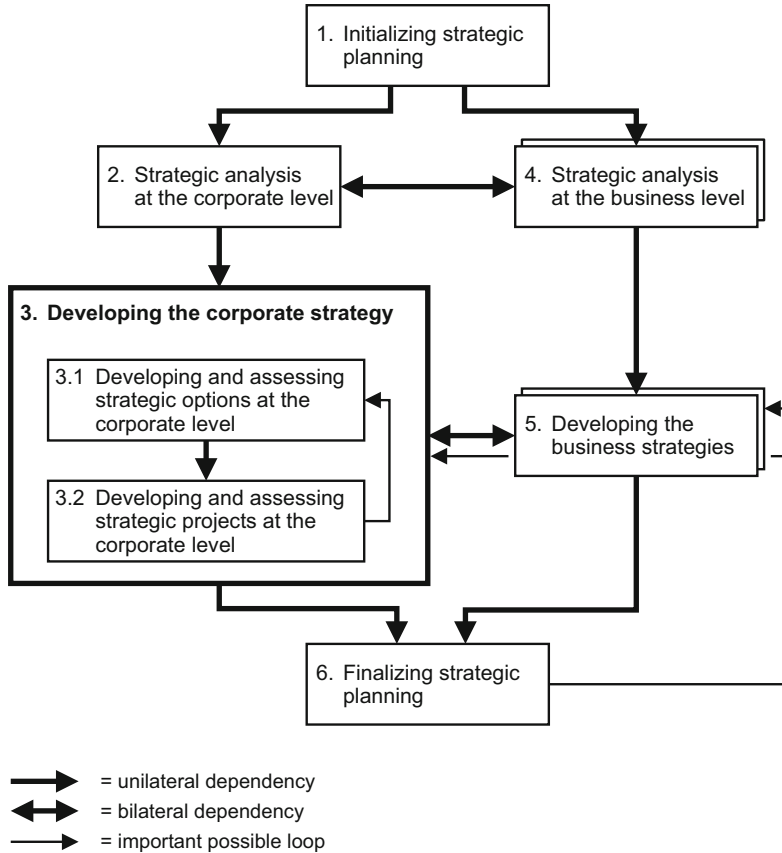 1. Initializing strategic
planning
2. Strategic analysis
at the corporate level
4. Strategic analysis
at the business level
3. Developing the corporate strategy
3.1 Developing and assessing
strategic options at the
corporate level
3.2 Developing and assessing
strategic projects at the
corporate level
5. Developing the
business strategies
6. Finalizing strategic
planning
= unilateral dependency
= bilateral dependency
= important possible loop